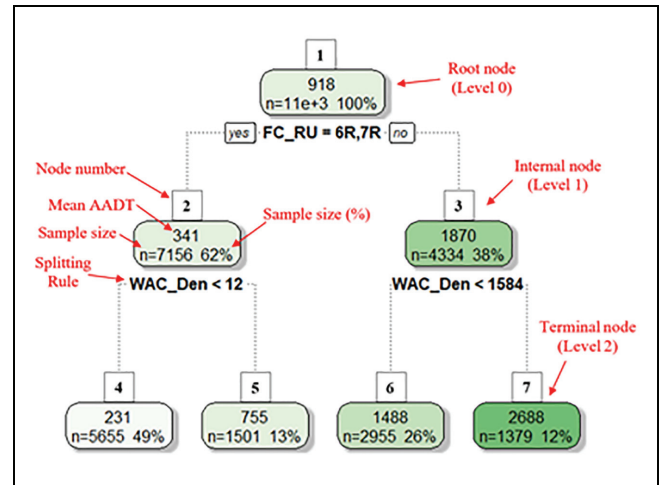 1
918
n=11e+3 100%
Root node
(Level 0)
yes FC_RU = 6R,7R no
Node number
Mean AADT
Sample size
Splitting
Rule
2
341
n=7156 62%
Sample size (%)
WAC_Den < 12
Internal node
(Level 1)
3
1870
n=4334 38%
WAC_Den < 1584
Terminal node
(Level 2)
4
231
n=5655 49%
5
755
n=1501 13%
6
1488
n=2955 26%
7
2688
n=1379 12%